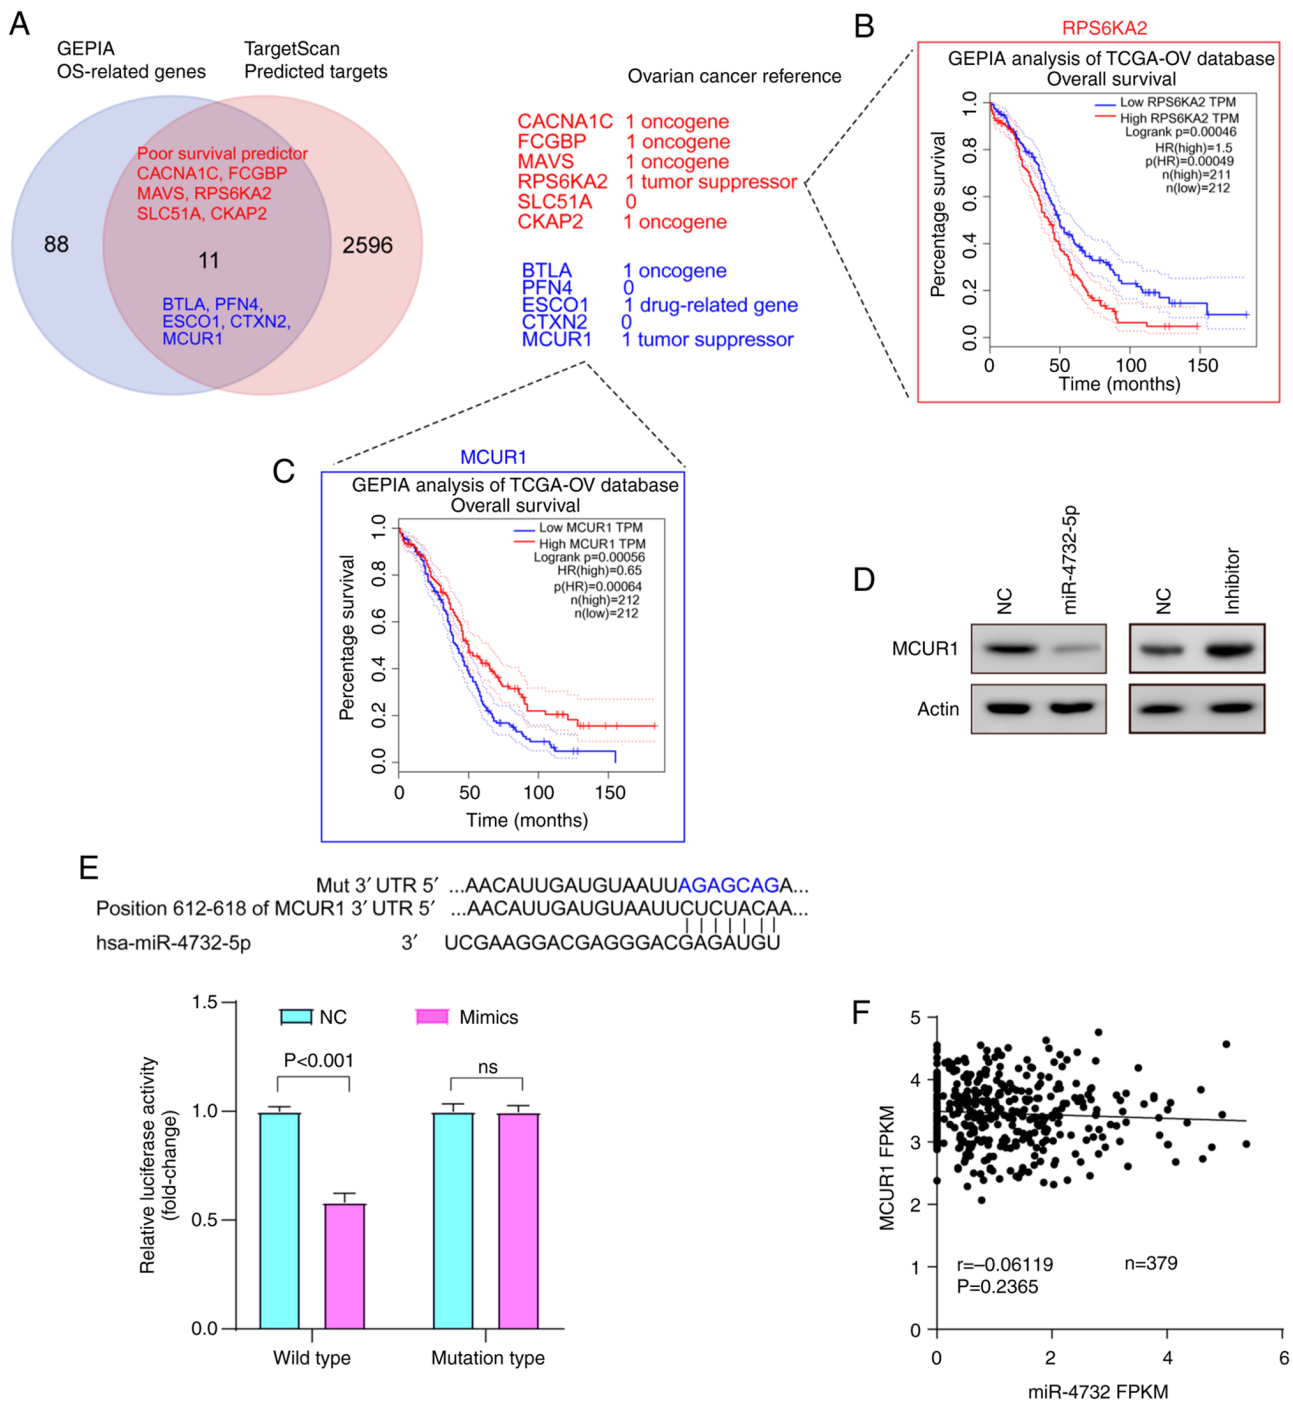 A
GEPIA
OS-related genes
TargetScan
Predicted targets
Poor survival predictor
CACNA1C, FCGBP
MAVS, RPS6KA2
SLC51A, CKAP2
88
11
2596
BTLA, PFN4,
ESCO1, CTXN2,
MCUR1
Ovarian cancer reference
CACNA1C 1 oncogene
FCGBP 1 oncogene
MAVS 1 oncogene
RPS6KA2 1 tumor suppressor
SLC51A 0
CKAP2 1 oncogene
BTLA 1 oncogene
PFN4 0
ESCO1 1 drug-related gene
CTXN2 0
MCUR1 1 tumor suppressor
B
RPS6KA2
GEPIA analysis of TCGA-OV database
Overall survival
Low RPS6KA2 TPM
High RPS6KA2 TPM
Logrank p=0.00046
HR(high)=1.5
p(HR)=0.00049
n(high)=211
n(low)=212
Percentage survival
1.0
0.8
0.6
0.4
0.2
0.0
0 50 100 150
Time (months)
C
MCUR1
GEPIA analysis of TCGA-OV database
Overall survival
Low MCUR1 TPM
High MCUR1 TPM
Logrank p=0.00056
HR(high)=0.65
p(HR)=0.00064
n(high)=212
n(low)=212
Percentage survival
1.0
0.8
0.6
0.4
0.2
0.0
0 50 100 150
Time (months)
D
NC
miR-4732-5p
NC
Inhibitor
MCUR1
Actin
E
Mut 3′ UTR 5′ ...AACAUUGAUGUAAUUAGAGCAGA...
Position 612-618 of MCUR1 3′ UTR 5′ ...AACAUUGAUGUAAUUCUCUACAA...
hsa-miR-4732-5p 3′ UCGAAGGACGAGGGACGAGAUGU
Relative luciferase activity
(fold-change)
1.5
1.0
0.5
0.0
NC
Mimics
P<0.001
ns
Wild type
Mutation type
F
MCUR1 FPKM
5
4
3
2
1
0
r=–0.06119
n=379
P=0.2365
0 2 4 6
miR-4732 FPKM